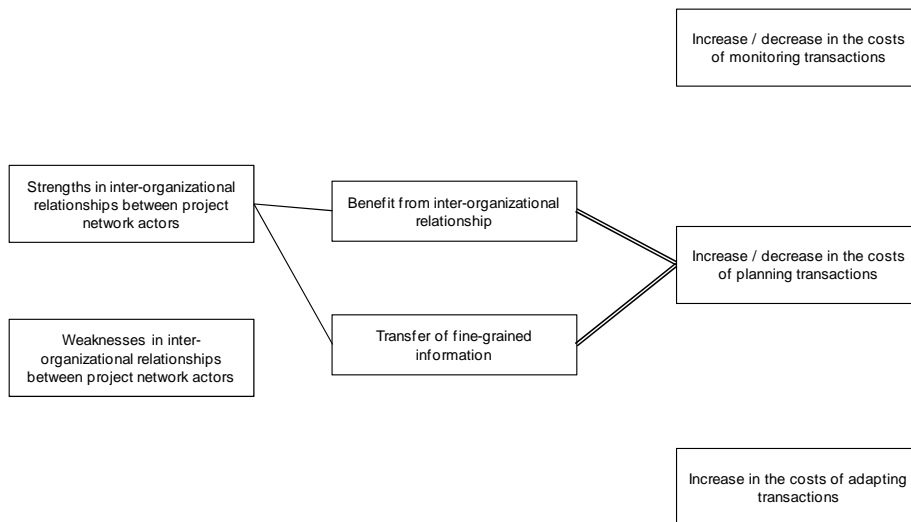 Increase / decrease in the costs
of monitoring transactions
Strengths in inter-organizational
relationships between project
network actors
Benefit from inter-organizational
relationship
Increase / decrease in the costs
of planning transactions
Weaknesses in inter-
organizational relationships
between project network actors
Transfer of fine-grained
information
Increase in the costs of adapting
transactions